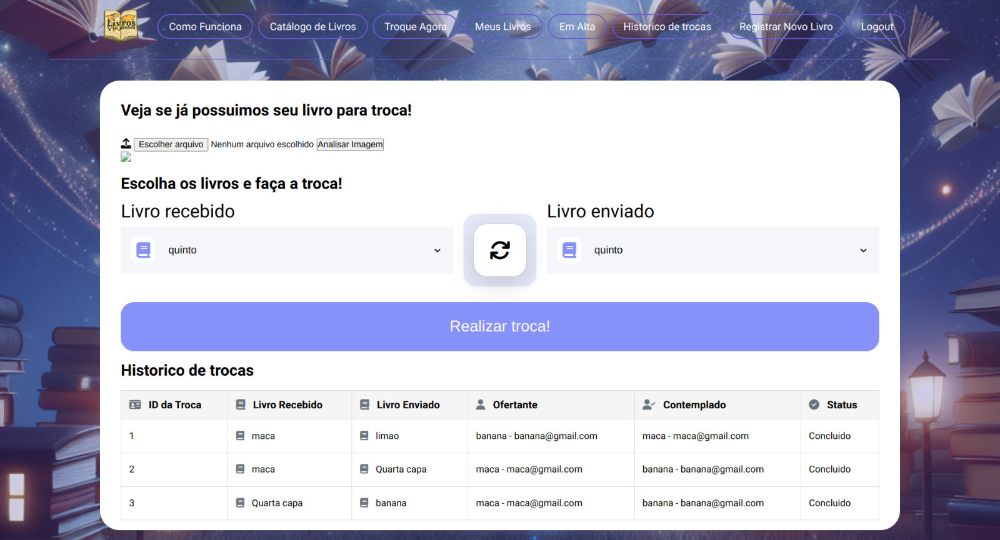 Livros Viajantes
Como Funciona Catálogo de Livros Troque Agora Meus Livros Em Alta Historico de trocas Registrar Novo Livro Logout
Veja se já possuimos seu livro para troca!
Escolher arquivo Nenhum arquivo escolhido Analisar Imagem
Escolha os livros e faça a troca!
Livro recebido Livro enviado
quinto quinto
Realizar troca!
Historico de trocas
ID da Troca Livro Recebido Livro Enviado Ofertante Contemplado Status
1 maca limao banana - banana@gmail.com maca - maca@gmail.com Concluido
2 maca Quarta capa maca - maca@gmail.com banana - banana@gmail.com Concluido
3 Quarta capa banana maca - maca@gmail.com banana - banana@gmail.com Concluido